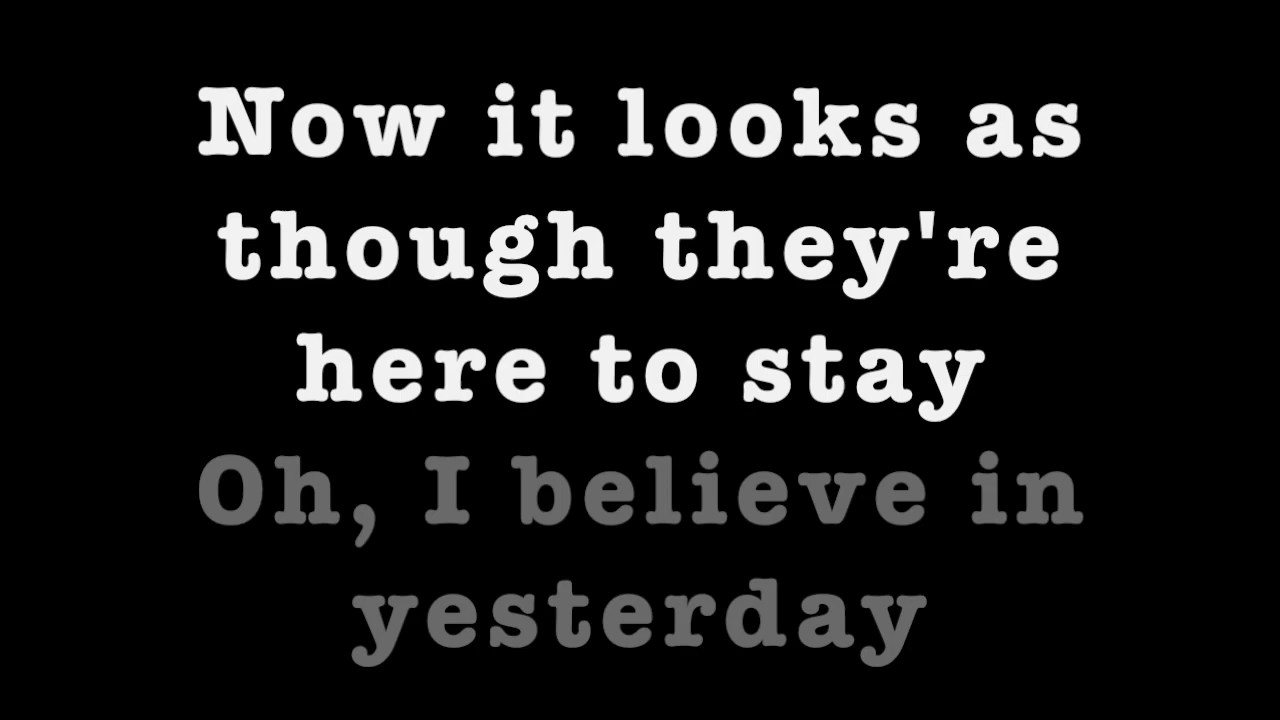 Now it looks as
though they're
here to stay
Oh, I believe in
yesterday